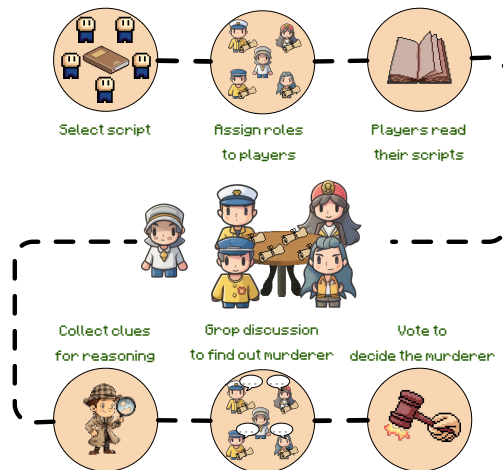 Select script
Assign roles
to players
Players read
their scripts
Collect clues
for reasoning
Grop discussion
to find out murderer
Vote to
decide the murderer